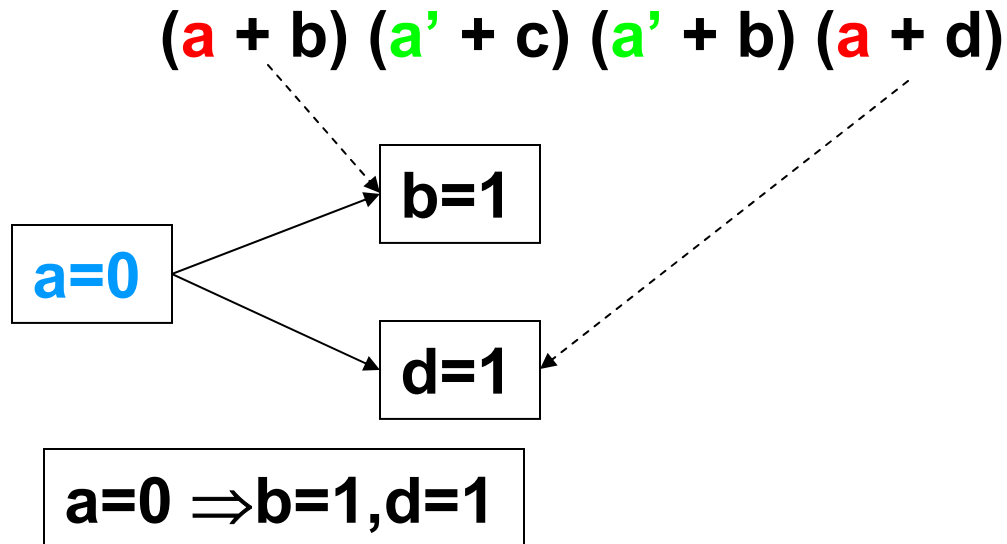 (a + b) (a’ + c) (a’ + b) (a + d)
b=1
a=0
d=1
a=0 ⇒b=1,d=1